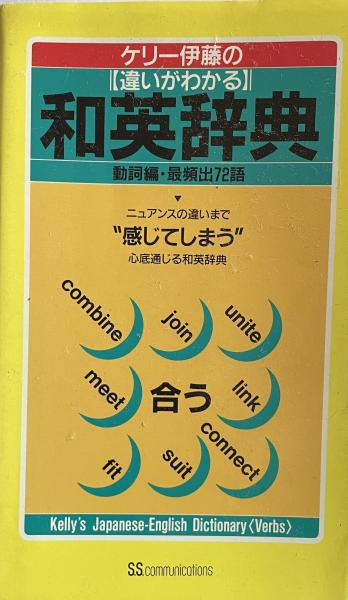 ケリー伊藤の
【違いがわかる】
和英辞典
動詞編・最頻出72語
▼
ニュアンスの違いまで
"感じてしまう"
心底通じる和英辞典
combine
join
unite
meet
合う
link
fit
suit
connect
Kelly's Japanese-English Dictionary〈Verbs〉
S.S.communications